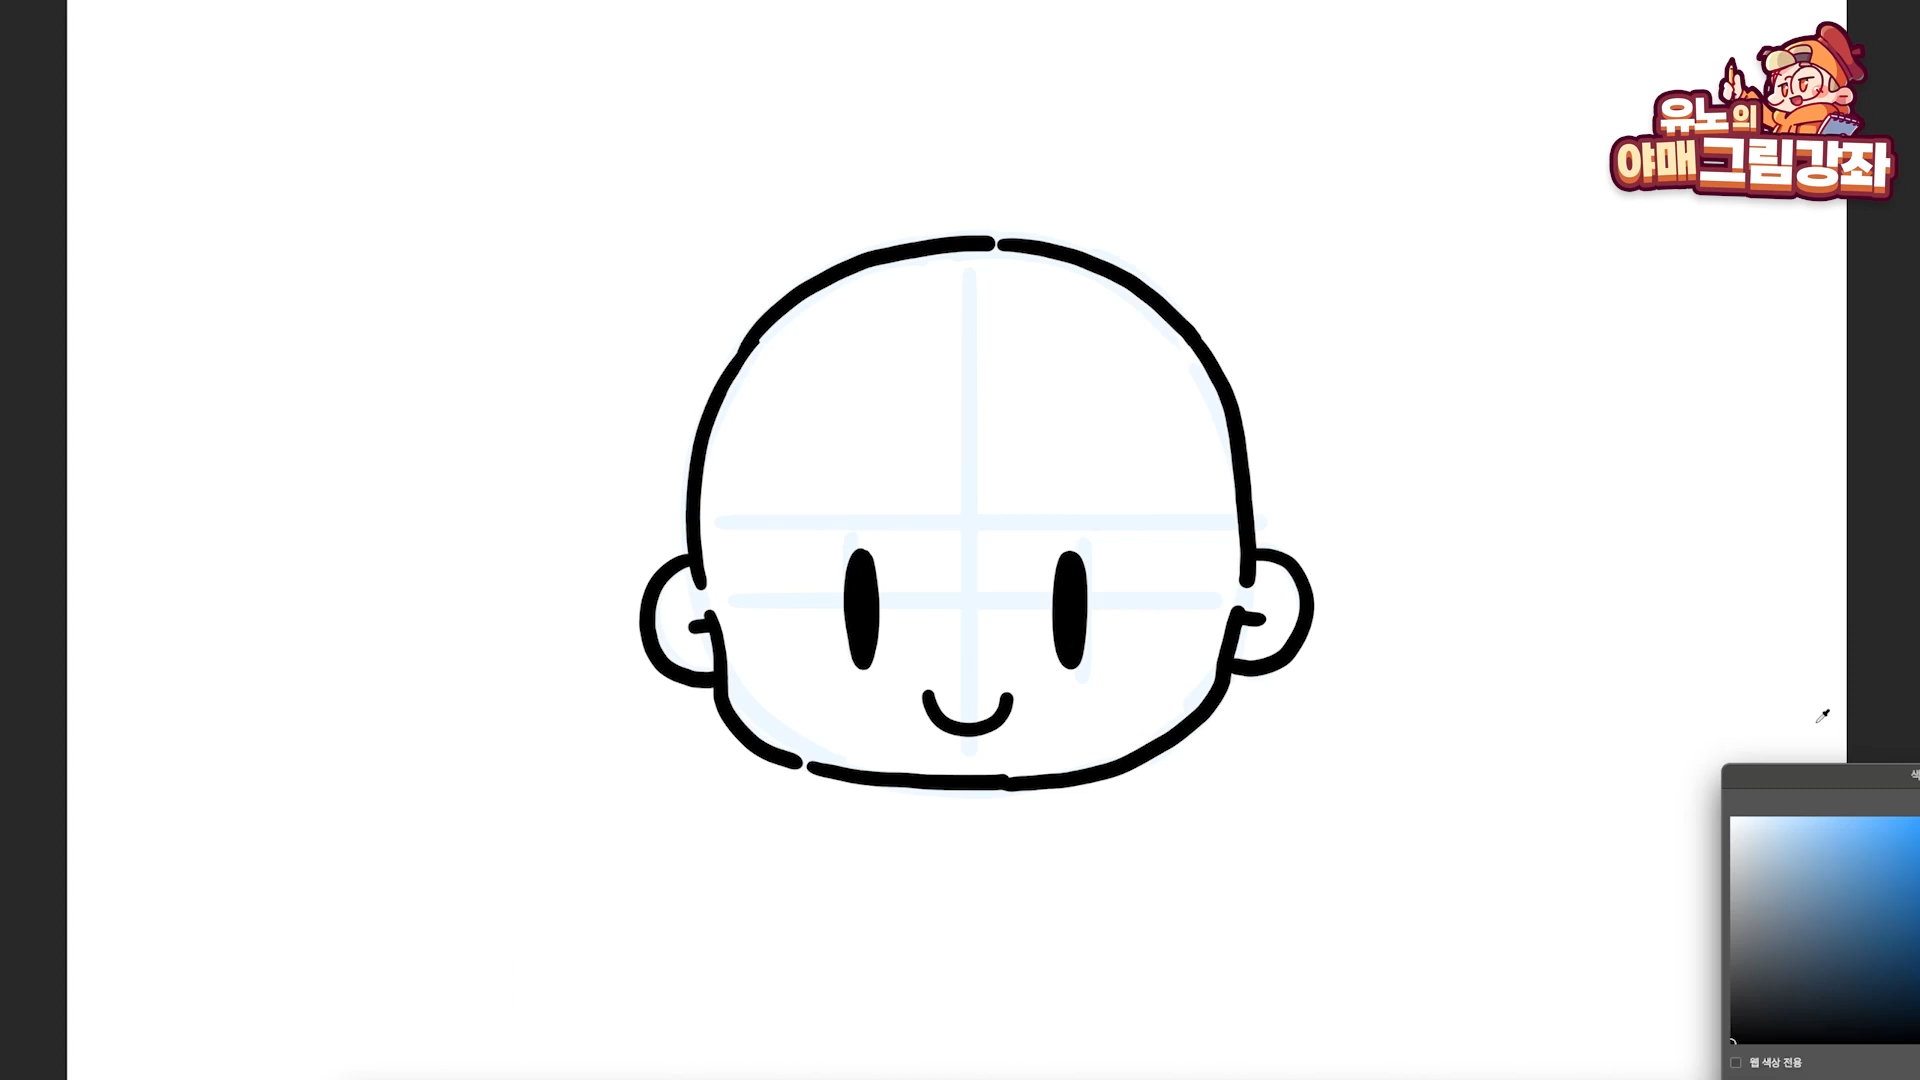 유노의
야매그림강좌
웹 색상 전용